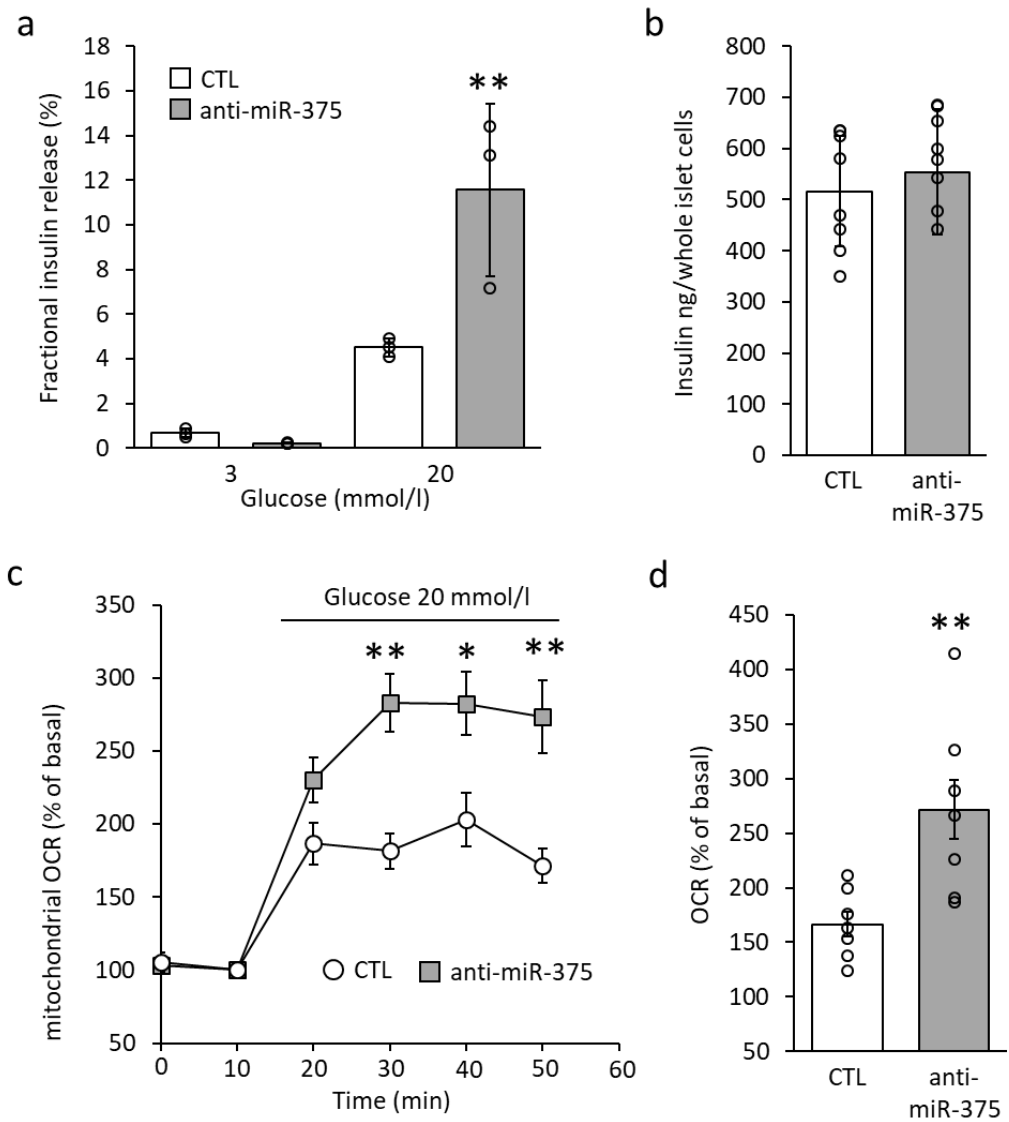 a
18
16
14
12
10
8
6
4
2
0
Fractional insulin release (%)
CTL
anti-miR-375
**
3
20
Glucose (mmol/l)
b
800
700
600
500
400
300
200
100
0
Insulin ng/whole islet cells
CTL
anti-
miR-375
c
350
300
250
200
150
100
50
mitochondrial OCR (% of basal)
Glucose 20 mmol/l
**
*
**
CTL
anti-miR-375
0
10
20
30
40
50
60
Time (min)
d
450
400
350
300
250
200
150
100
50
OCR (% of basal)
**
CTL
anti-
miR-375